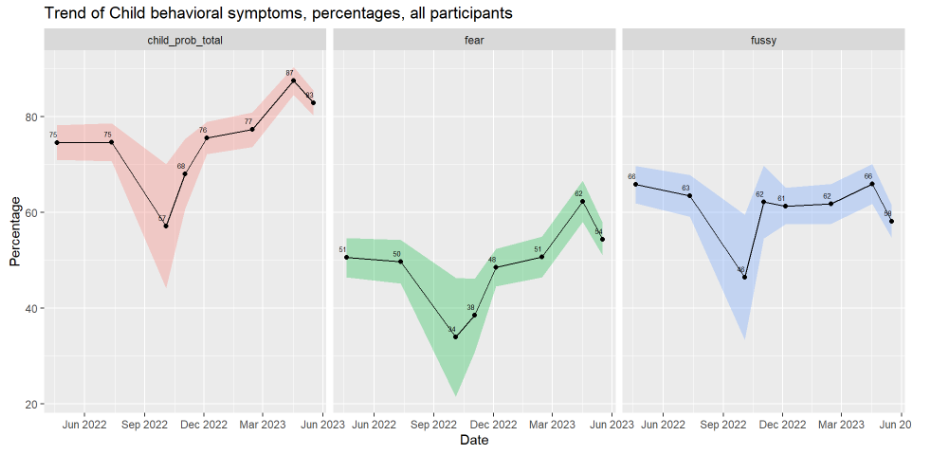 Trend of Child behavioral symptoms, percentages, all participants
child_prob_total fear fussy
Percentage
80
60
40
20
75 75 57 68 76 77 87 83
51 50 34 38 48 51 62 54
66 63 46 62 61 62 66 58
Jun 2022 Sep 2022 Dec 2022 Mar 2023 Jun 2023 Jun 2022 Sep 2022 Dec 2022 Mar 2023 Jun 2023 Jun 2022 Sep 2022 Dec 2022 Mar 2023 Jun 20
Date